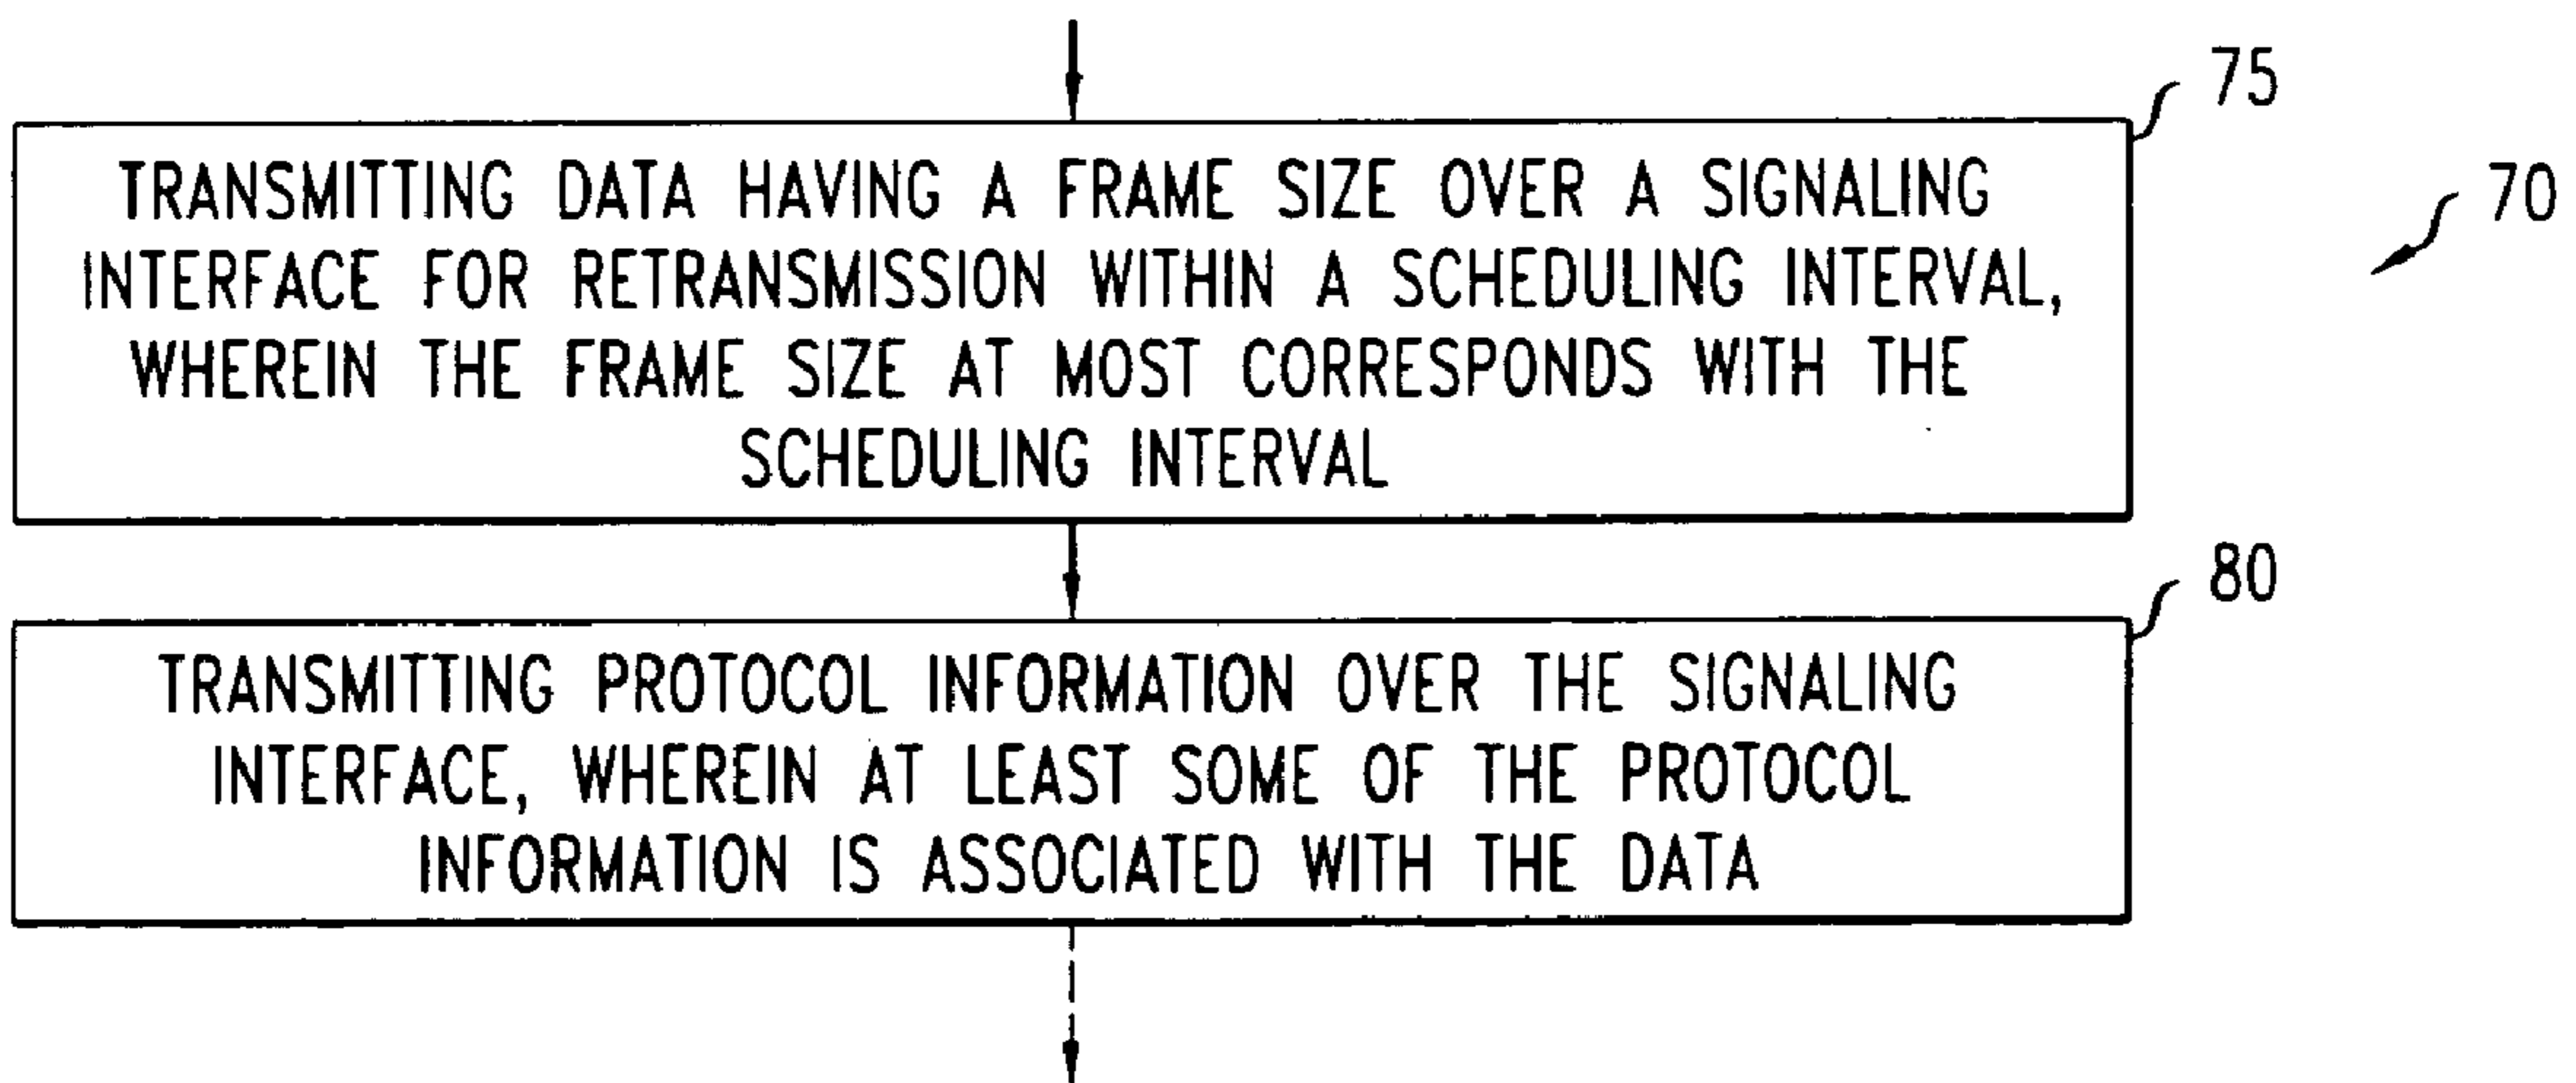 75
70
TRANSMITTING DATA HAVING A FRAME SIZE OVER A SIGNALING
INTERFACE FOR RETRANSMISSION WITHIN A SCHEDULING INTERVAL,
WHEREIN THE FRAME SIZE AT MOST CORRESPONDS WITH THE
SCHEDULING INTERVAL
80
TRANSMITTING PROTOCOL INFORMATION OVER THE SIGNALING
INTERFACE, WHEREIN AT LEAST SOME OF THE PROTOCOL
INFORMATION IS ASSOCIATED WITH THE DATA